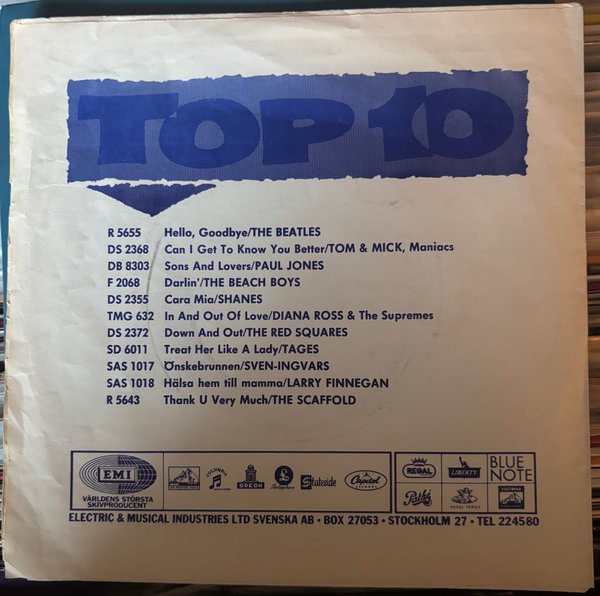 TOP 10
R 5655 Hello, Goodbye/THE BEATLES
DS 2368 Can I Get To Know You Better/TOM & MICK, Maniacs
DB 8303 Sons And Lovers/PAUL JONES
F 2068 Darlin'/THE BEACH BOYS
DS 2355 Cara Mia/SHANES
TMG 632 In And Out Of Love/DIANA ROSS & The Supremes
DS 2372 Down And Out/THE RED SQUARES
SD 6011 Treat Her Like A Lady/TAGES
SAS 1017 Önskebrunnen/SVEN-INGVARS
SAS 1018 Hälsa hem till mamma/LARRY FINNEGAN
R 5643 Thank U Very Much/THE SCAFFOLD
EMI
VÄRLDENS STÖRSTA
SKIVPRODUCENT
COLUMBIA
ODEON
Parlophone
Stateside
Capitol
REGAL
LIBERTY
BLUE
NOTE
Pathé
ANGEL SERIES
ELECTRIC & MUSICAL INDUSTRIES LTD SVENSKA AB • BOX 27053 • STOCKHOLM 27 • TEL 224580